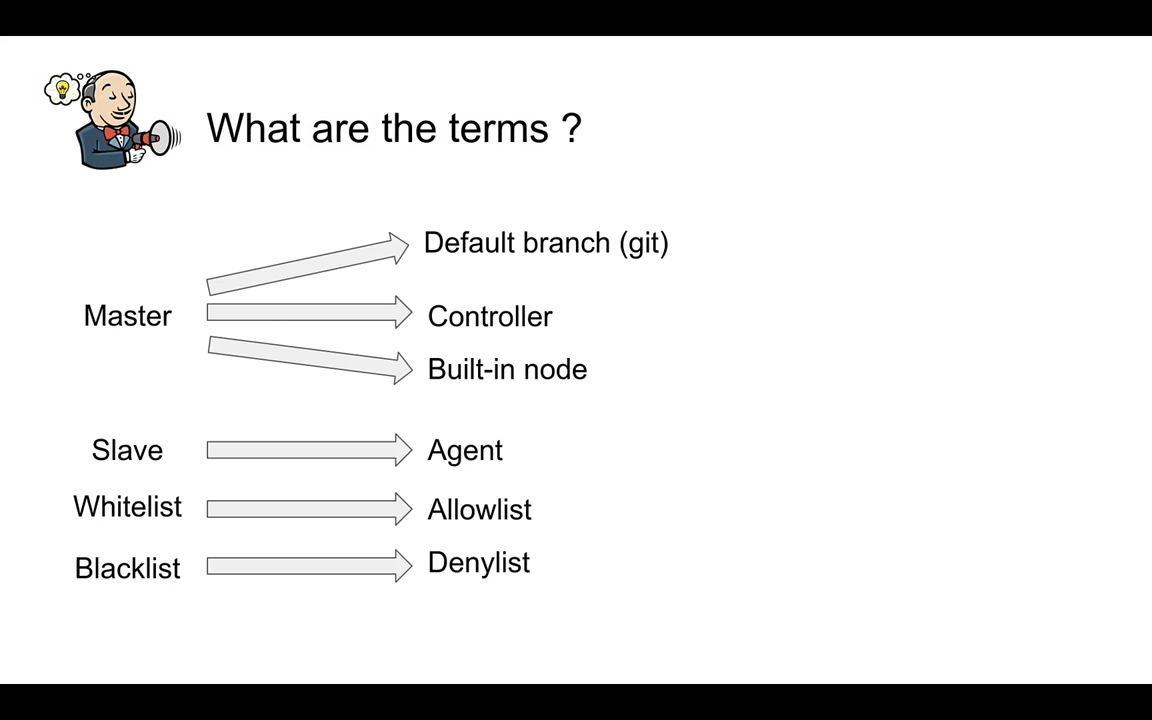 What are the terms ?
Default branch (git)
Master
Controller
Built-in node
Slave
Agent
Whitelist
Allowlist
Blacklist
Denylist